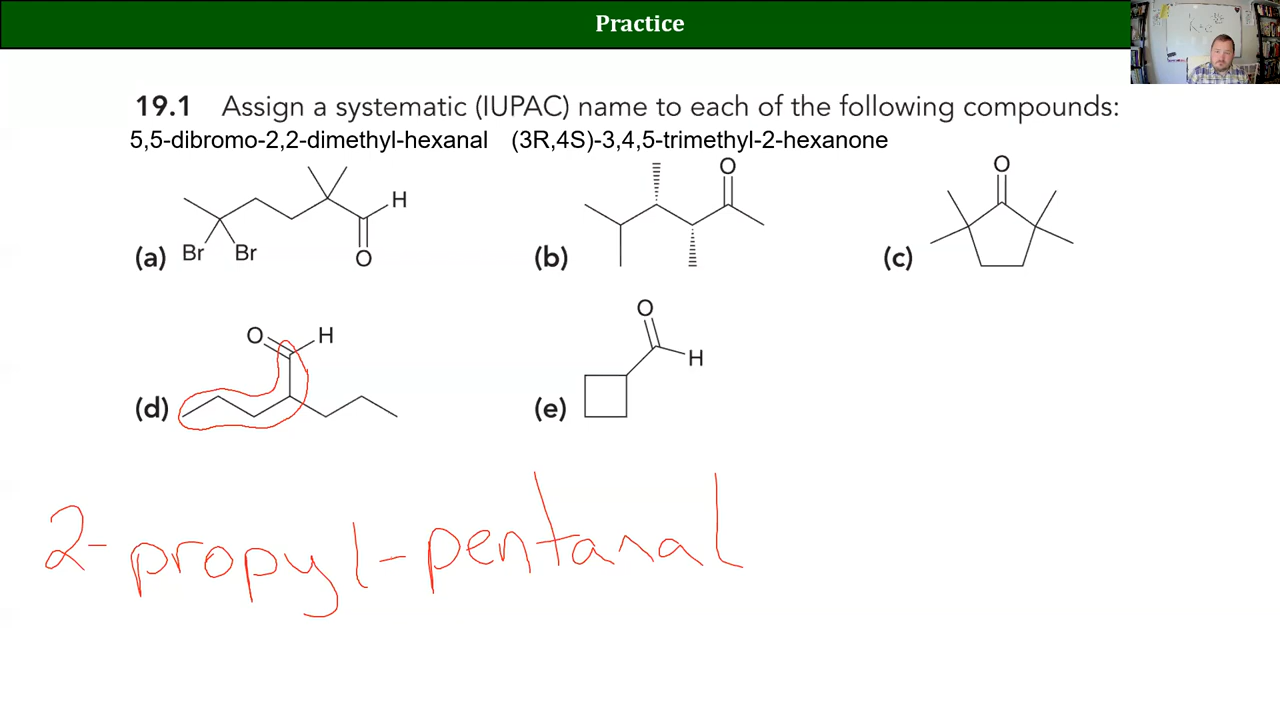 Practice
19.1 Assign a systematic (IUPAC) name to each of the following compounds:
5,5-dibromo-2,2-dimethyl-hexanal (3R,4S)-3,4,5-trimethyl-2-hexanone
(a) Br Br H O
(b) O
(c) O
(d) O H
(e) O H
2-propyl-pentanal